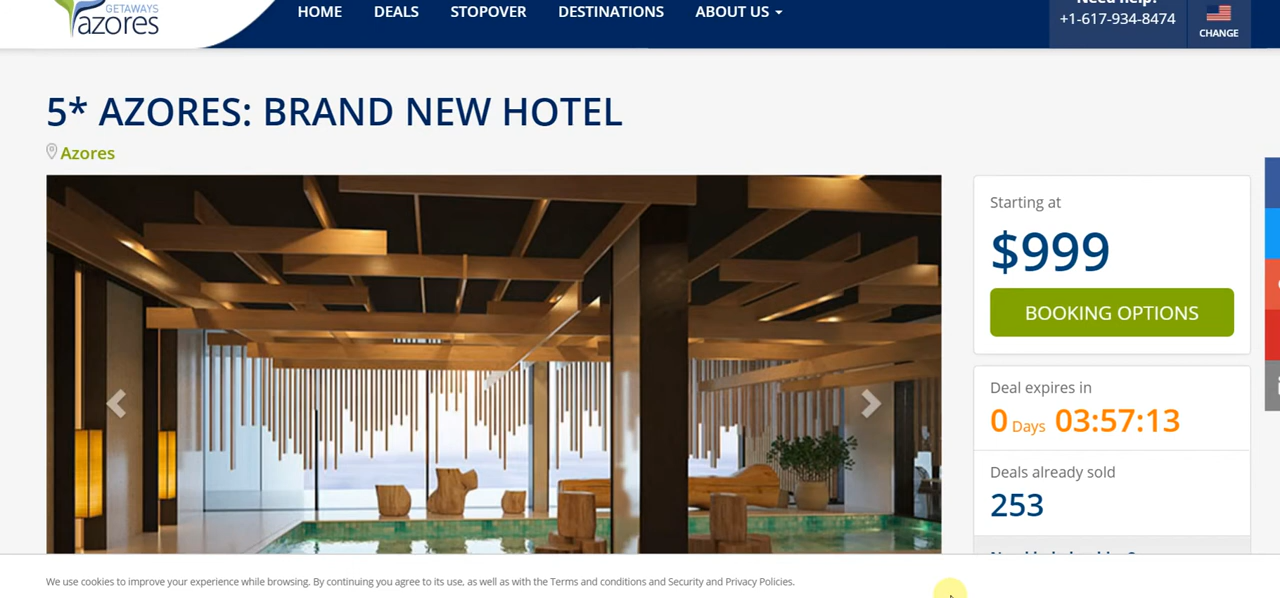 GETAWAYS
azores
HOME
DEALS
STOPOVER
DESTINATIONS
ABOUT US
+1-617-934-8474
CHANGE
5* AZORES: BRAND NEW HOTEL
Azores
Starting at
$999
BOOKING OPTIONS
Deal expires in
0 Days 03:57:13
Deals already sold
253
We use cookies to improve your experience while browsing. By continuing you agree to its use, as well as with the Terms and conditions and Security and Privacy Policies.